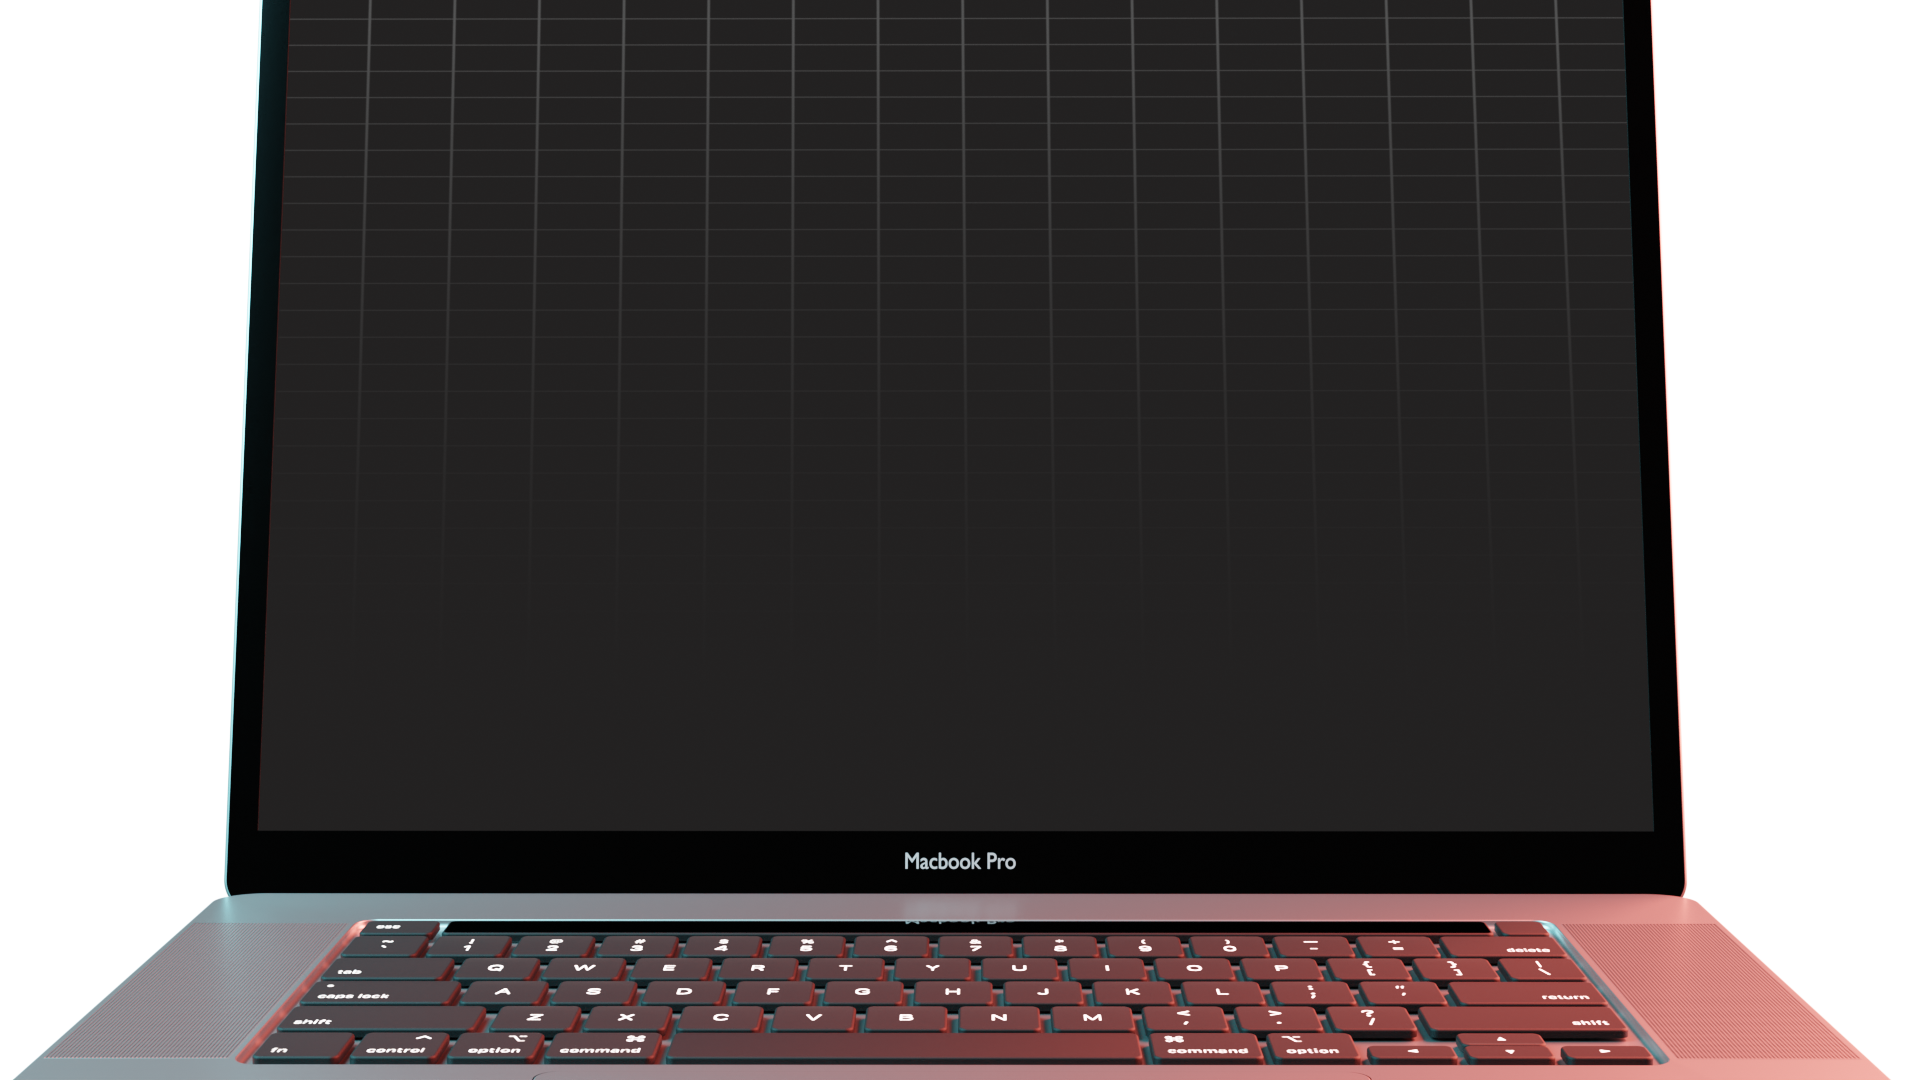 Macbook Pro
esc
~ ! @ # $ % ^ & * ( ) _ +
` 1 2 3 4 5 6 7 8 9 0 - = delete
tab Q W E R T Y U I O P { } |
[ ] \
caps lock A S D F G H J K L : " return
; '
shift Z X C V B N M < > ? shift
, . /
^ ⌥ ⌘ ⌘ ⌥ ▲
fn control option command command option ◀ ▼ ▶